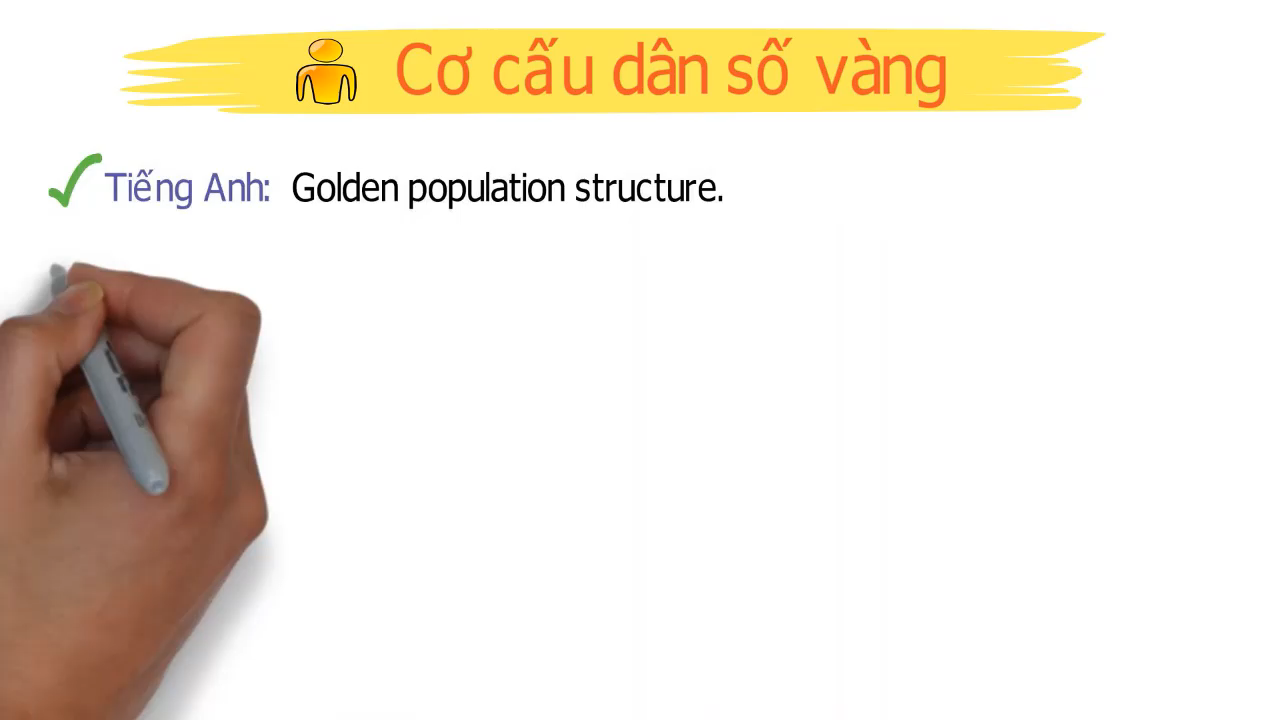 Cơ cấu dân số vàng
Tiếng Anh: Golden population structure.